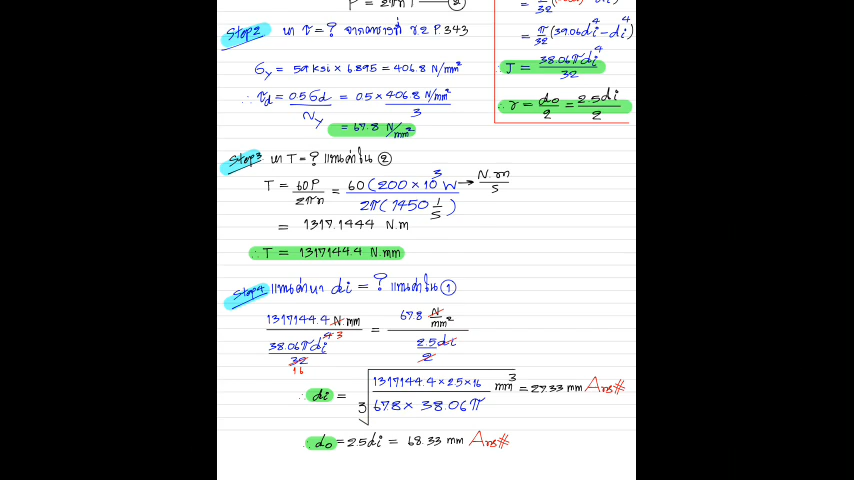 P = 2πn T ②
Step2 หา τ = ? จากตารางที่ ร 2 P. 343
σy = 59 ksi × 6.895 = 406.8 N/mm²
∴ τd = 0.5σd / Ny = 0.5 × 406.8 N/mm² / 3
= 67.8 N/mm²
= π/32 (39.06di⁴ - di⁴)
∴ J = 38.06πdi⁴ / 32
∴ r = do/2 = 2.5di/2
Step3 หา T = ? แทนค่าใน ②
T = 60P / 2πn = 60 (200 × 10³ W → N.m/s) / 2π (1450 1/s)
= 1317.1444 N.m
∴ T = 1317144.4 N.mm
Step4 แทนค่าหา di = ? แทนค่าใน ①
1317144.4 N.mm / (38.06πdi⁴ ³ / 32 16) = 67.8 N/mm² / (2.5di / 2)
∴ di = ³√(1317144.4 × 2.5 × 16 / 67.8 × 38.06π mm³) = 27.33 mm Ans#
∴ do = 2.5di = 68.33 mm Ans#